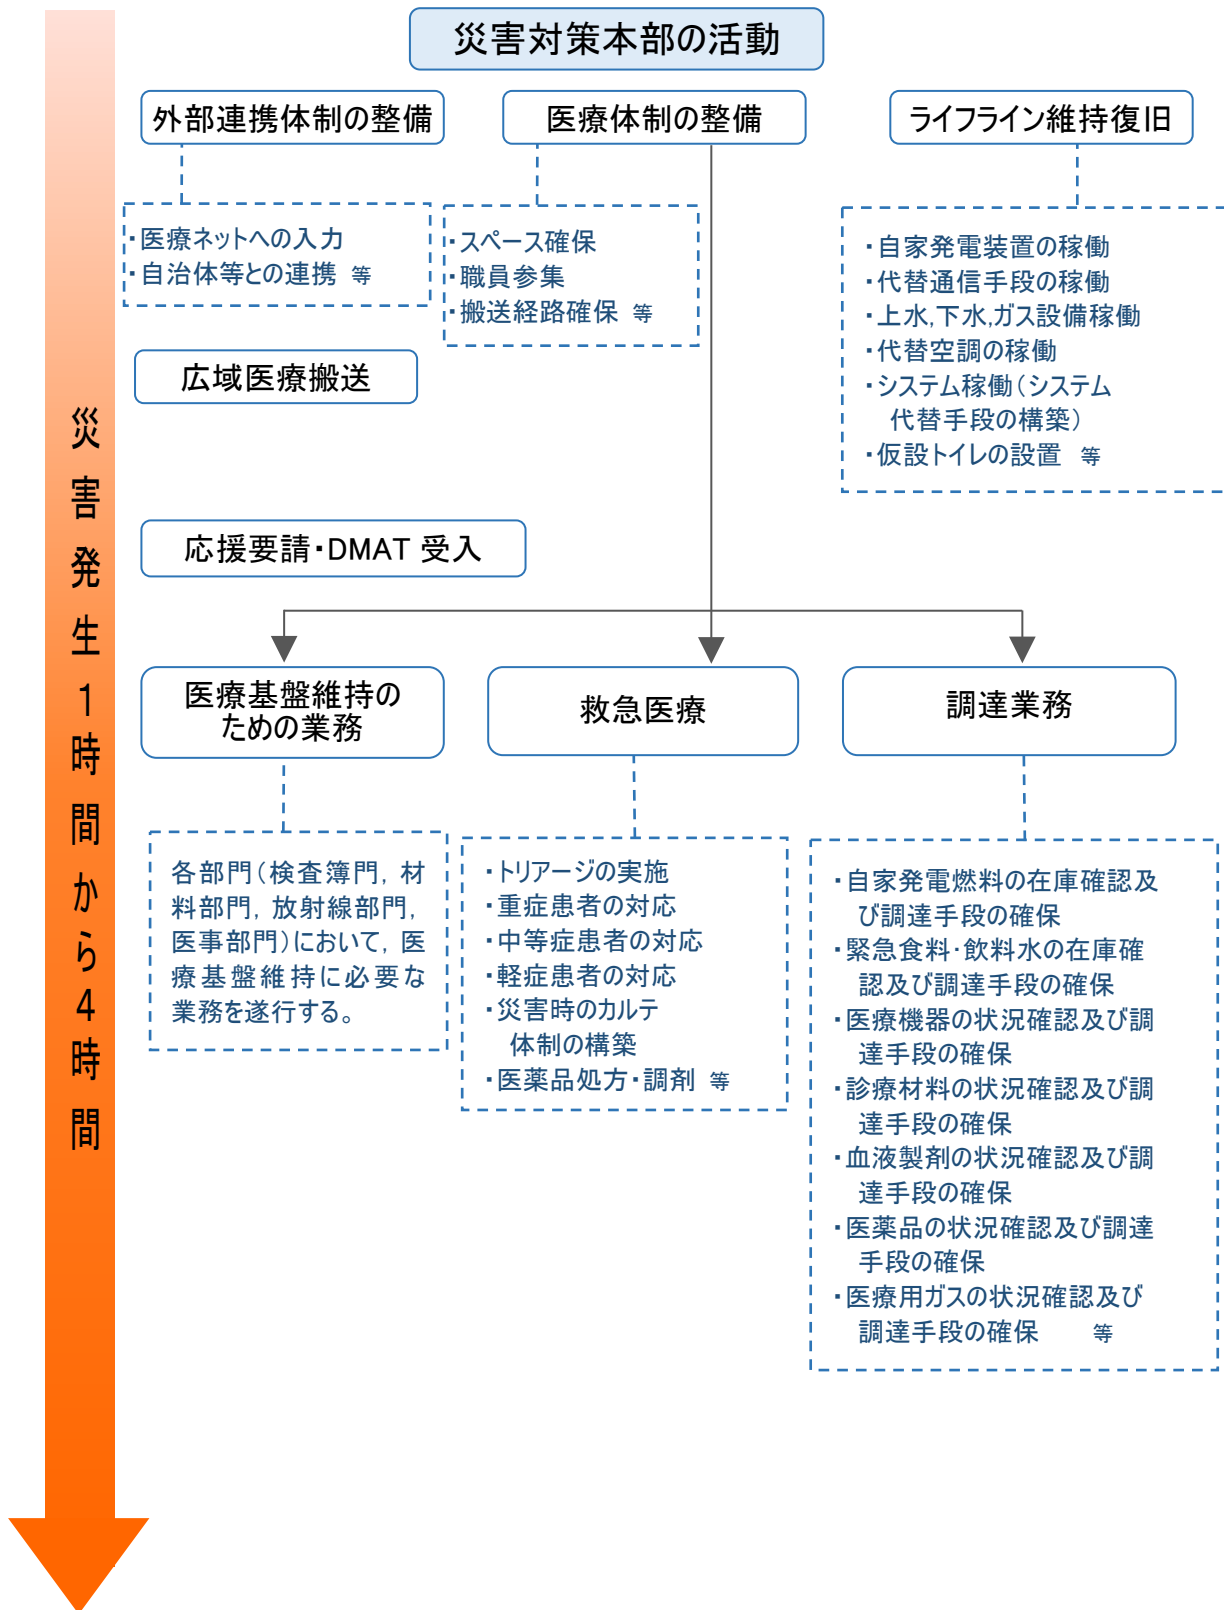 災害対策本部の活動
外部連携体制の整備
医療体制の整備
ライフライン維持復旧
・医療ネットへの入力
・自治体等との連携 等
・スペース確保
・職員参集
・搬送経路確保 等
・自家発電装置の稼働
・代替通信手段の稼働
・上水,下水,ガス設備稼働
・代替空調の稼働
・システム稼働(システム
代替手段の構築)
・仮設トイレの設置 等
広域医療搬送
応援要請・DMAT 受入
災害発生1時間から4時間
医療基盤維持の
ための業務
救急医療
調達業務
各部門(検査簿門,材
料部門,放射線部門,
医事部門)において,医
療基盤維持に必要な
業務を遂行する。
・トリアージの実施
・重症患者の対応
・中等症患者の対応
・軽症患者の対応
・災害時のカルテ
体制の構築
・医薬品処方・調剤 等
・自家発電燃料の在庫確認及
び調達手段の確保
・緊急食料・飲料水の在庫確
認及び調達手段の確保
・医療機器の状況確認及び調
達手段の確保
・診療材料の状況確認及び調
達手段の確保
・血液製剤の状況確認及び調
達手段の確保
・医薬品の状況確認及び調達
手段の確保
・医療用ガスの状況確認及び
調達手段の確保 等